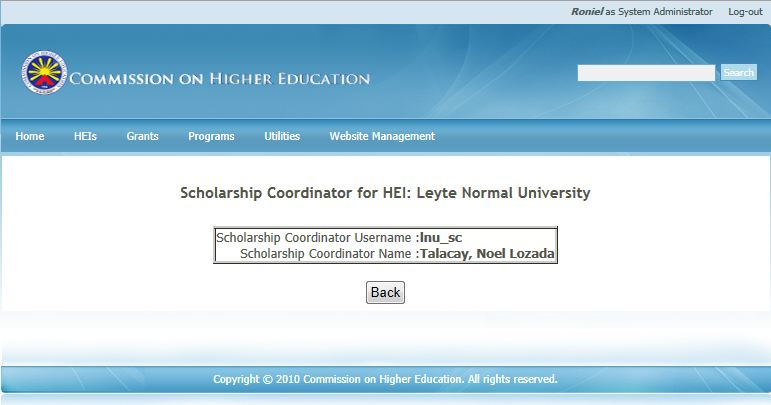 Roniel as System Administrator Log-out
COMMISSION ON HIGHER EDUCATION
Search
Home HEIs Grants Programs Utilities Website Management
Scholarship Coordinator for HEI: Leyte Normal University
Scholarship Coordinator Username :lnu_sc
Scholarship Coordinator Name :Talacay, Noel Lozada
Back
Copyright © 2010 Commission on Higher Education. All rights reserved.